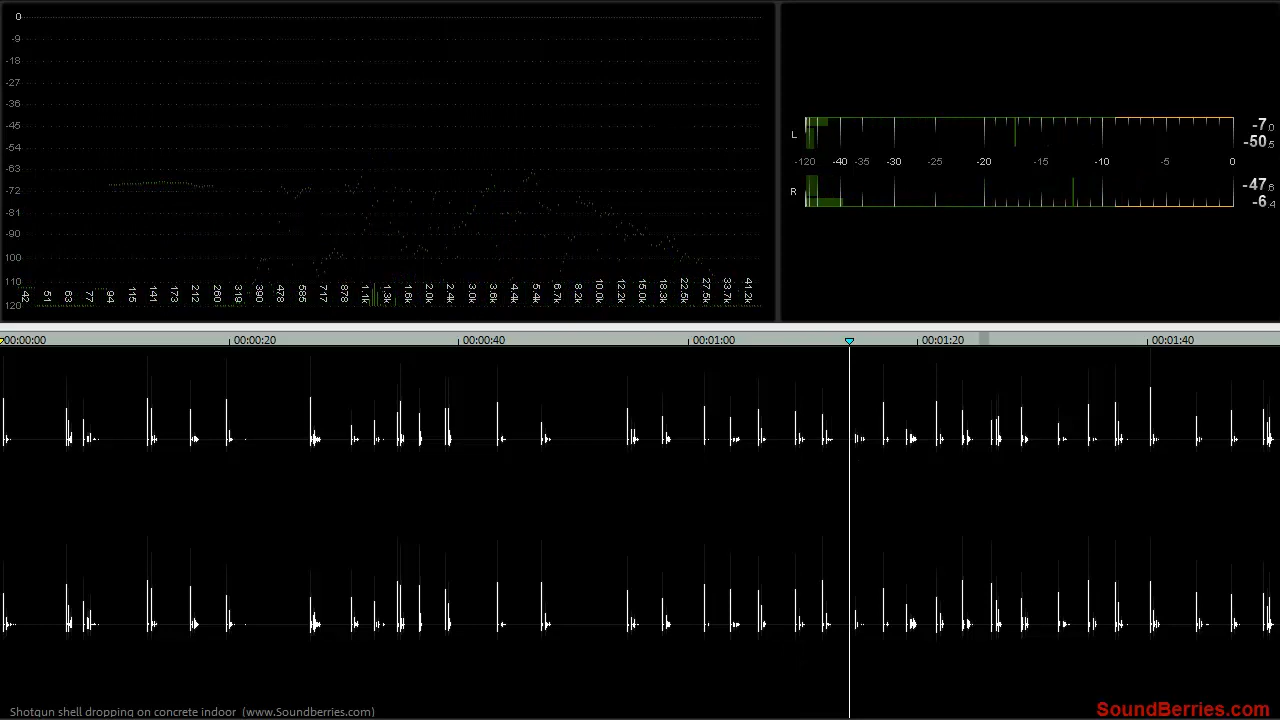 0
-9
-18
-27
-36
-45
-54
-63
-72
-81
-90
100
110
120
42 51 63 77 94 115 141 173 212 260 319 390 478 585 717 878 1.1k 1.3k 1.6k 2.0k 2.4k 3.0k 3.6k 4.4k 5.4k 6.7k 8.2k 10.0k 12.2k 15.0k 18.3k 22.5k 27.5k 33.7k 41.2k
L
-7.0
-50.5
-120 -40 -35 -30 -25 -20 -15 -10 -5 0
R
-47.6
-6.4
00:00:00 00:00:20 00:00:40 00:01:00 00:01:20 00:01:40
Shotgun shell dropping on concrete indoor (www.Soundberries.com)
SoundBerries.com